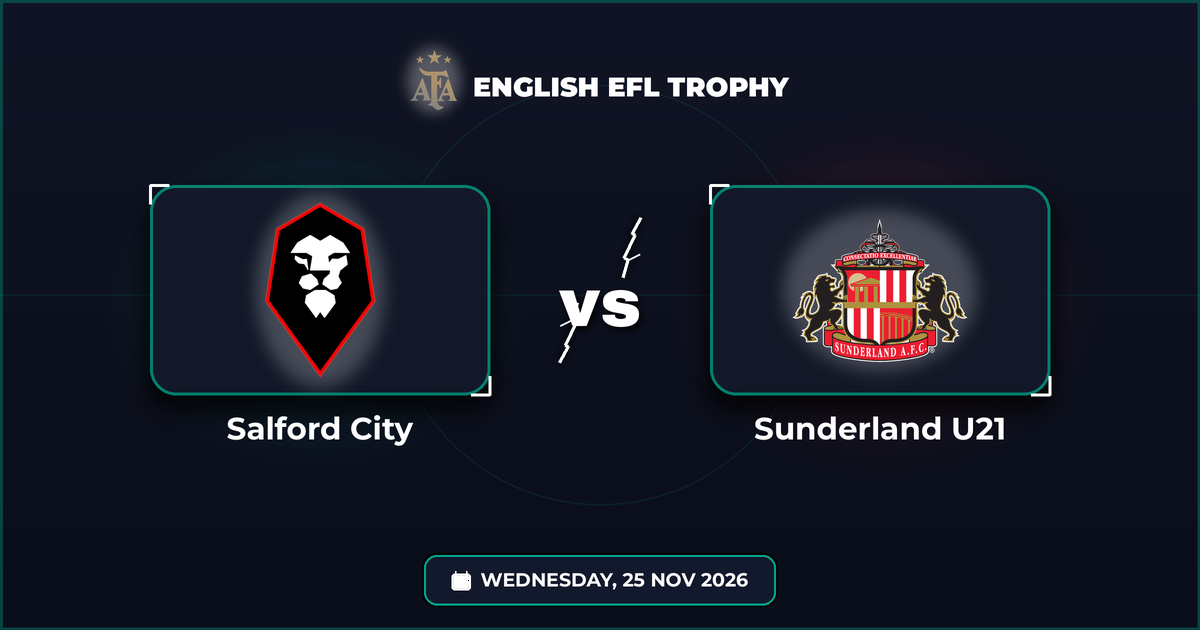 AFA
ENGLISH EFL TROPHY
VS
CONSECTATIO EXCELLENTIAE
SUNDERLAND A.F.C.
Salford City
Sunderland U21
WEDNESDAY, 25 NOV 2026